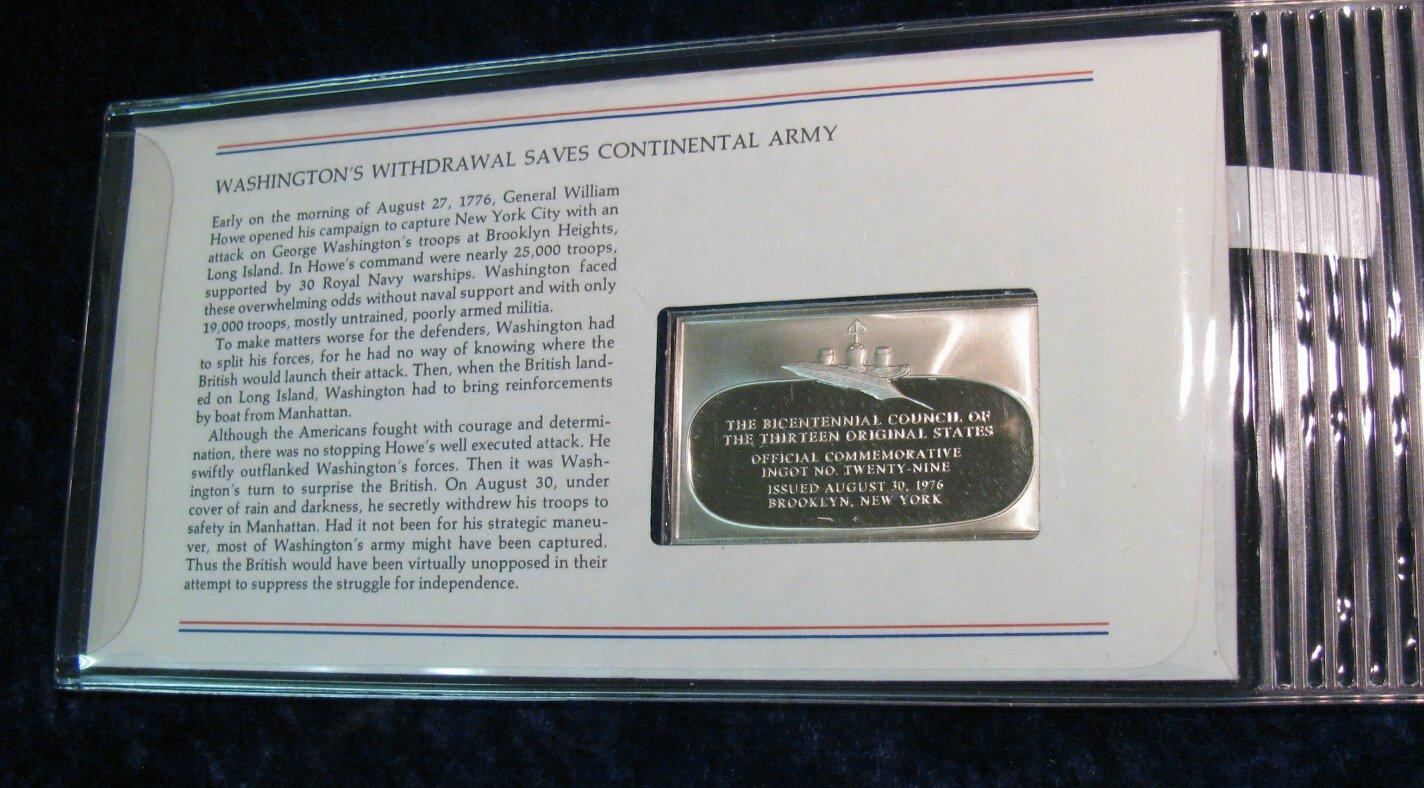 WASHINGTON'S WITHDRAWAL SAVES CONTINENTAL ARMY
Early on the morning of August 27, 1776, General William
Howe opened his campaign to capture New York City with an
attack on George Washington's troops at Brooklyn Heights,
Long Island. In Howe's command were nearly 25,000 troops,
supported by 30 Royal Navy warships. Washington faced
these overwhelming odds without naval support and with only
19,000 troops, mostly untrained, poorly armed militia.
To make matters worse for the defenders, Washington had
to split his forces, for he had no way of knowing where the
British would launch their attack. Then, when the British land-
ed on Long Island, Washington had to bring reinforcements
by boat from Manhattan.
Although the Americans fought with courage and determi-
nation, there was no stopping Howe's well executed attack. He
swiftly outflanked Washington's forces. Then it was Wash-
ington's turn to surprise the British. On August 30, under
cover of rain and darkness, he secretly withdrew his troops to
safety in Manhattan. Had it not been for his strategic maneu-
ver, most of Washington's army might have been captured.
Thus the British would have been virtually unopposed in their
attempt to suppress the struggle for independence.
THE BICENTENNIAL COUNCIL OF
THE THIRTEEN ORIGINAL STATES
OFFICIAL COMMEMORATIVE
INGOT NO. TWENTY-NINE
ISSUED AUGUST 30, 1976
BROOKLYN, NEW YORK